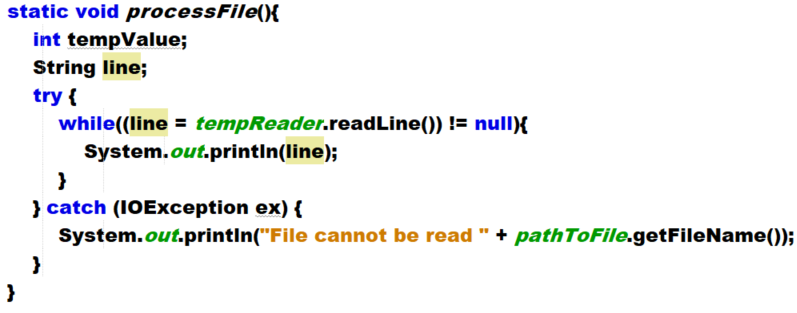 static void processFile(){
int tempValue;
String line;
try {
while((line = tempReader.readLine()) != null){
System.out.println(line);
}
} catch (IOException ex) {
System.out.println("File cannot be read " + pathToFile.getFileName());
}
}